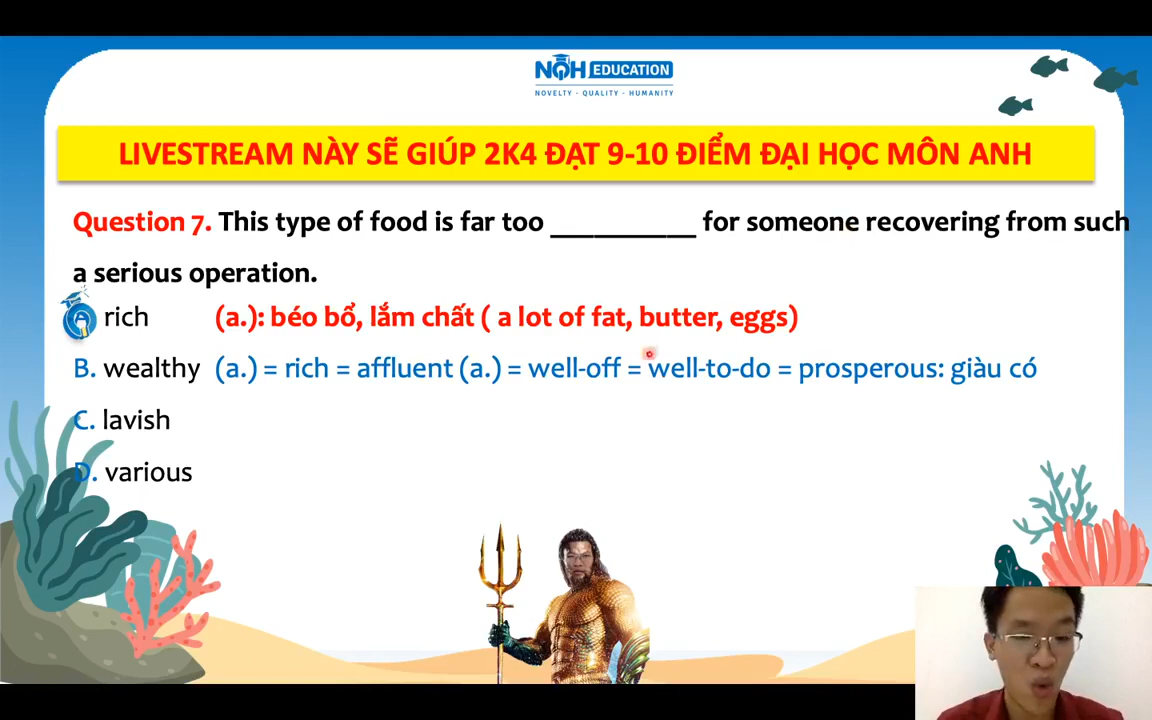 NQH EDUCATION
NOVELTY - QUALITY - HUMANITY
LIVESTREAM NÀY SẼ GIÚP 2K4 ĐẠT 9-10 ĐIỂM ĐẠI HỌC MÔN ANH
Question 7. This type of food is far too __________ for someone recovering from such
a serious operation.
rich (a.): béo bổ, lắm chất ( a lot of fat, butter, eggs)
B. wealthy (a.) = rich = affluent (a.) = well-off = well-to-do = prosperous: giàu có
C. lavish
D. various